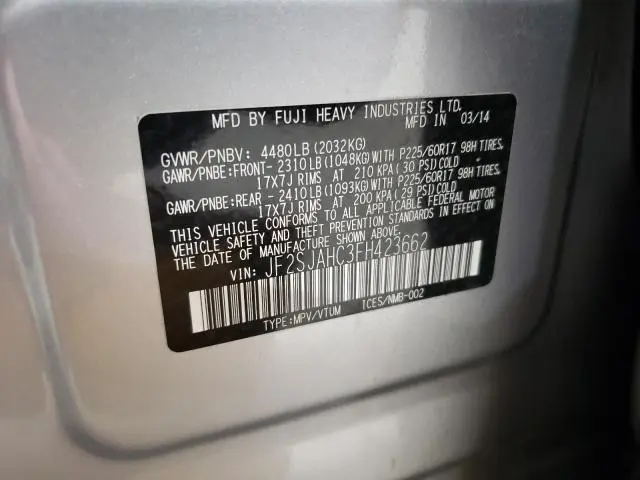 MFD BY FUJI HEAVY INDUSTRIES LTD.
MFD IN 03/14
GVWR/PNBV: 4480LB(2032KG)
GAWR/PNBE:FRONT- 2310LB(1048KG)WITH P225/60R17 98H TIRES,
17X7J RIMS AT 210 KPA(30 PSI)COLD
GAWR/PNBE:REAR - 2410LB(1093KG)WITH P225/60R17 98H TIRES,
17X7J RIMS AT 200 KPA(29 PSI)COLD
THIS VEHICLE CONFORMS TO ALL APPLICABLE FEDERAL MOTOR
VEHICLE SAFETY AND THEFT PREVENTION STANDARDS IN EFFECT ON
THE DATE OF MANUFACTURE SHOWN ABOVE.
VIN: JF2SJAHC3FH423662
TYPE:MPV/VTUM ICES/NMB-002